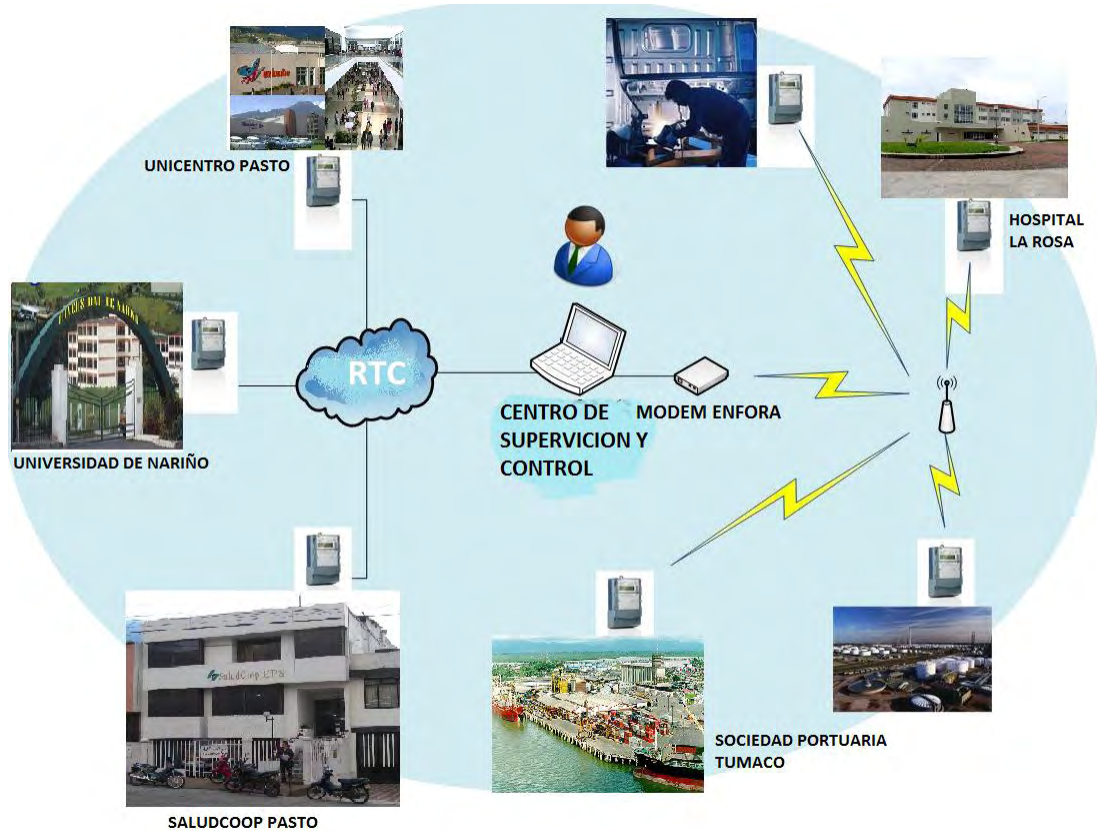 UNICENTRO PASTO
HOSPITAL
LA ROSA
RTC
CENTRO DE
SUPERVICION Y
CONTROL
MODEM ENFORA
UNIVERSIDAD DE NARIÑO
SOCIEDAD PORTUARIA
TUMACO
SaludCoop
SALUDCOOP PASTO